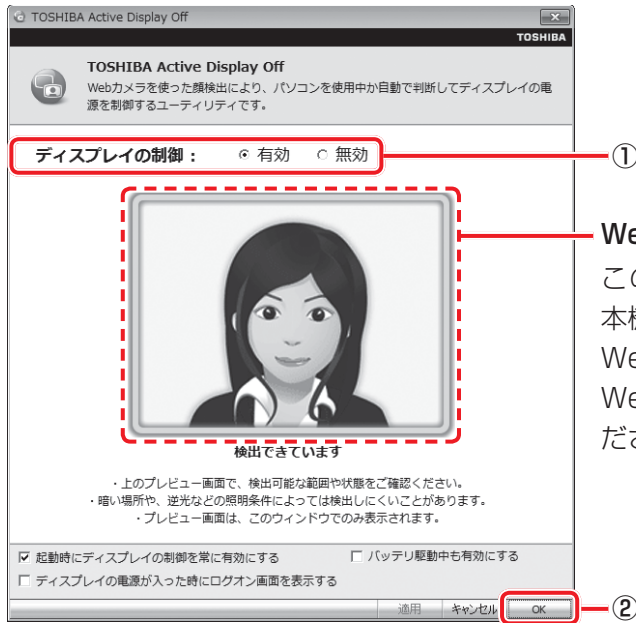 TOSHIBA Active Display Off
TOSHIBA
TOSHIBA Active Display Off
Webカメラを使った顔検出により、パソコンを使用中か自動で判断してディスプレイの電
源を制御するユーティリティです。
ディスプレイの制御： 有効 無効
①
We
この
本機
We
We
ださ
検出できています
・上のプレビュー画面で、検出可能な範囲や状態をご確認ください。
・暗い場所や、逆光などの照明条件によっては検出しにくいことがあります。
・プレビュー画面は、このウィンドウでのみ表示されます。
起動時にディスプレイの制御を常に有効にする バッテリ駆動中も有効にする
ディスプレイの電源が入った時にログオン画面を表示する
適用 キャンセル OK
②